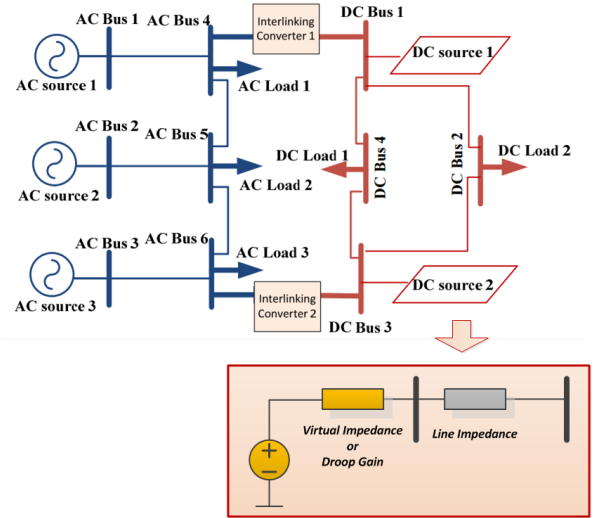 AC Bus 1
AC Bus 4
Interlinking
Converter 1
DC Bus 1
DC source 1
AC source 1
AC Load 1
AC Bus 2
AC Bus 5
DC Load 1
DC Bus 4
DC Bus 2
DC Load 2
AC source 2
AC Load 2
AC Bus 3
AC Bus 6
AC Load 3
DC source 2
AC source 3
Interlinking
Converter 2
DC Bus 3
Virtual Impedance
or
Droop Gain
Line Impedance